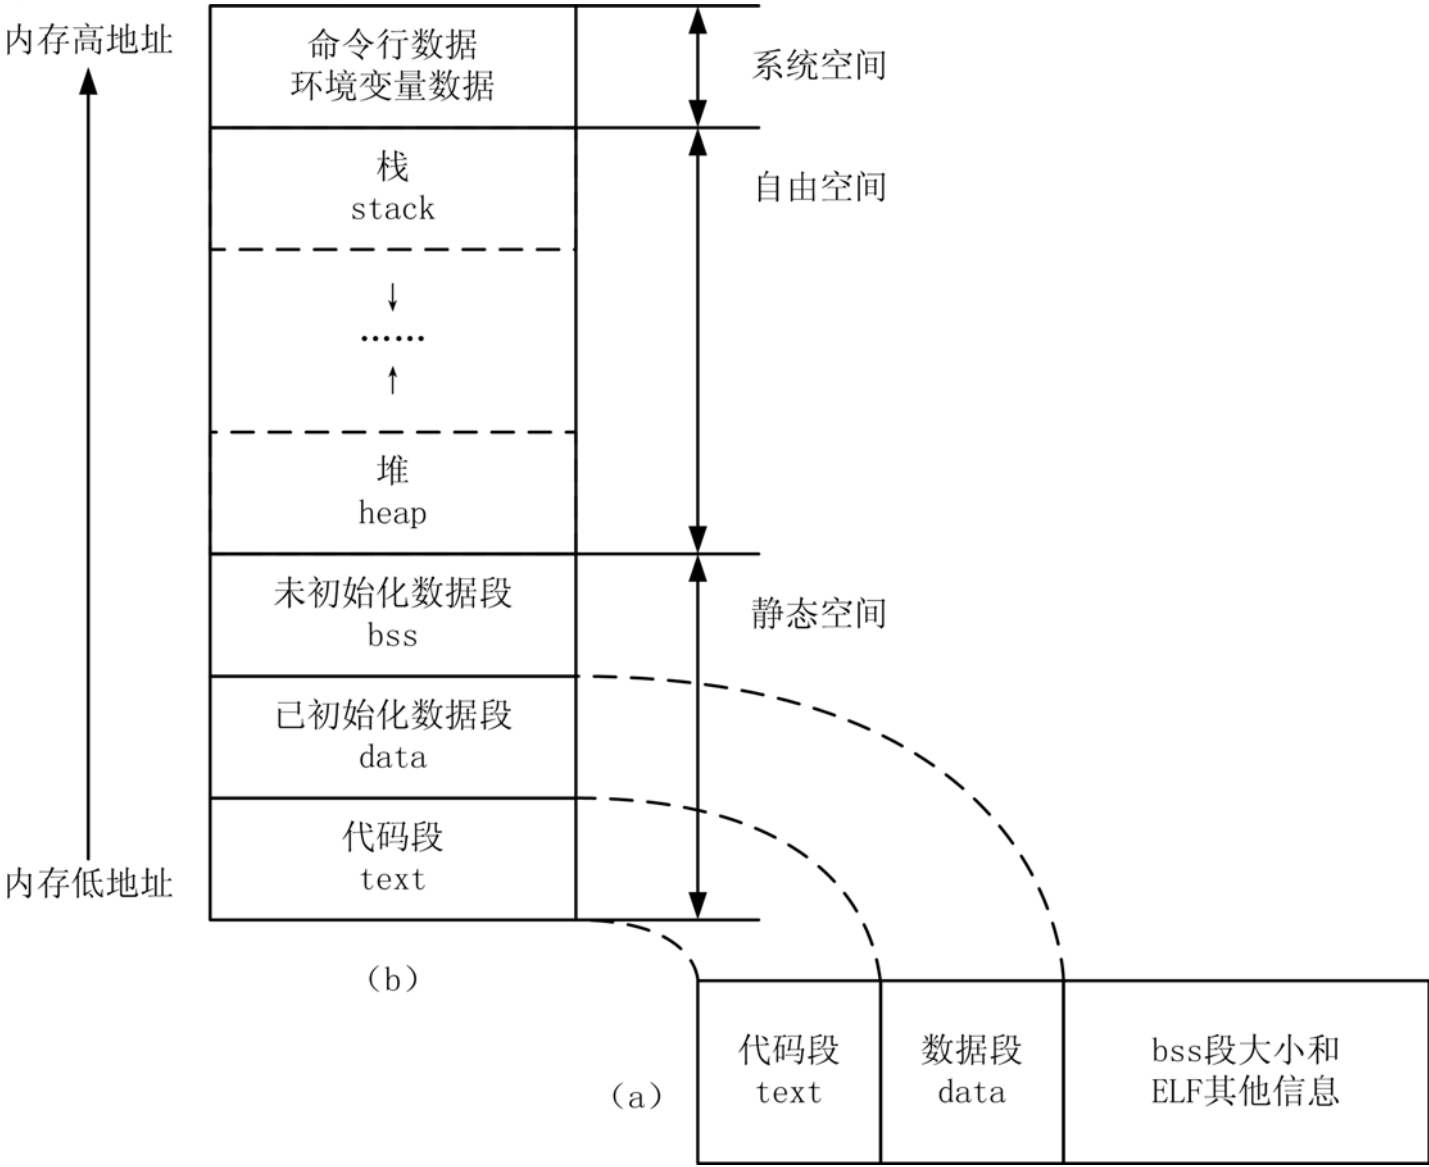 内存高地址
命令行数据
环境变量数据
系统空间
栈
stack
自由空间
↓
……
↑
堆
heap
未初始化数据段
bss
静态空间
已初始化数据段
data
代码段
text
内存低地址
(b)
代码段
text
数据段
data
bss段大小和
ELF其他信息
(a)